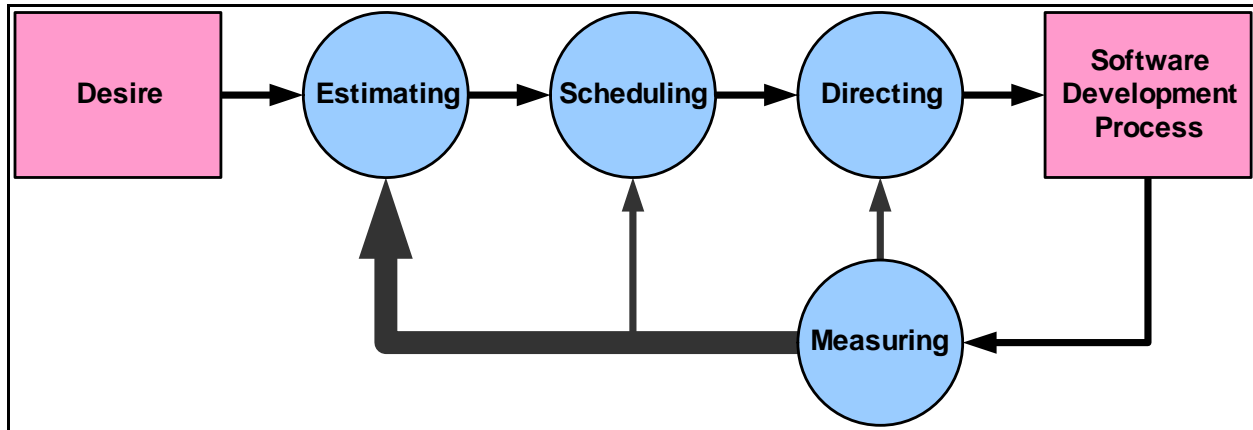 Desire
Estimating
Scheduling
Directing
Software
Development
Process
Measuring